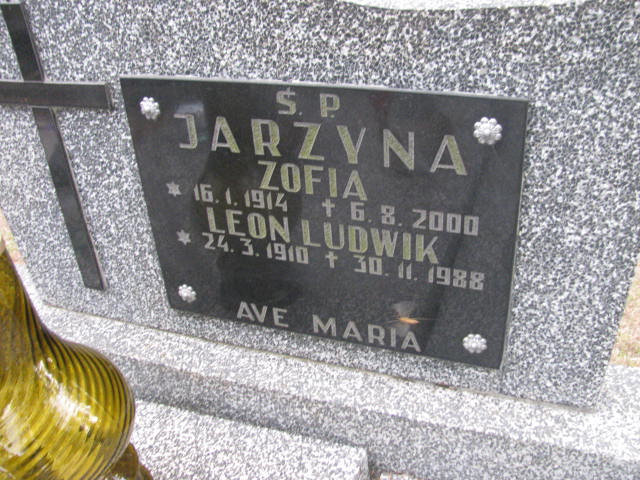 Ś. P.
JARZYNA
ZOFIA
* 16. 1. 1914 † 6. 8. 2000
LEON LUDWIK
* 24. 3. 1910 † 30. 11. 1988
AVE MARIA